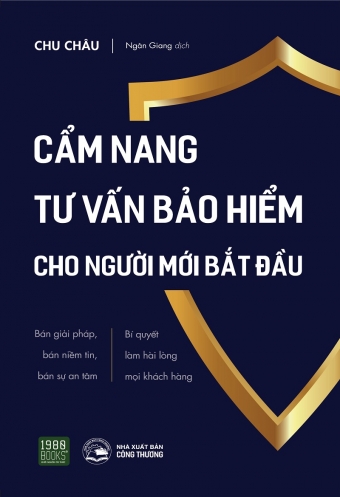 CHU CHÂU
Ngân Giang dịch
CẨM NANG
TƯ VẤN BẢO HIỂM
CHO NGƯỜI MỚI BẮT ĐẦU
Bán giải pháp,
bán niềm tin,
bán sự an tâm
Bí quyết
làm hài lòng
mọi khách hàng
1980
BOOKS
NHÀ XUẤT BẢN
CÔNG THƯƠNG